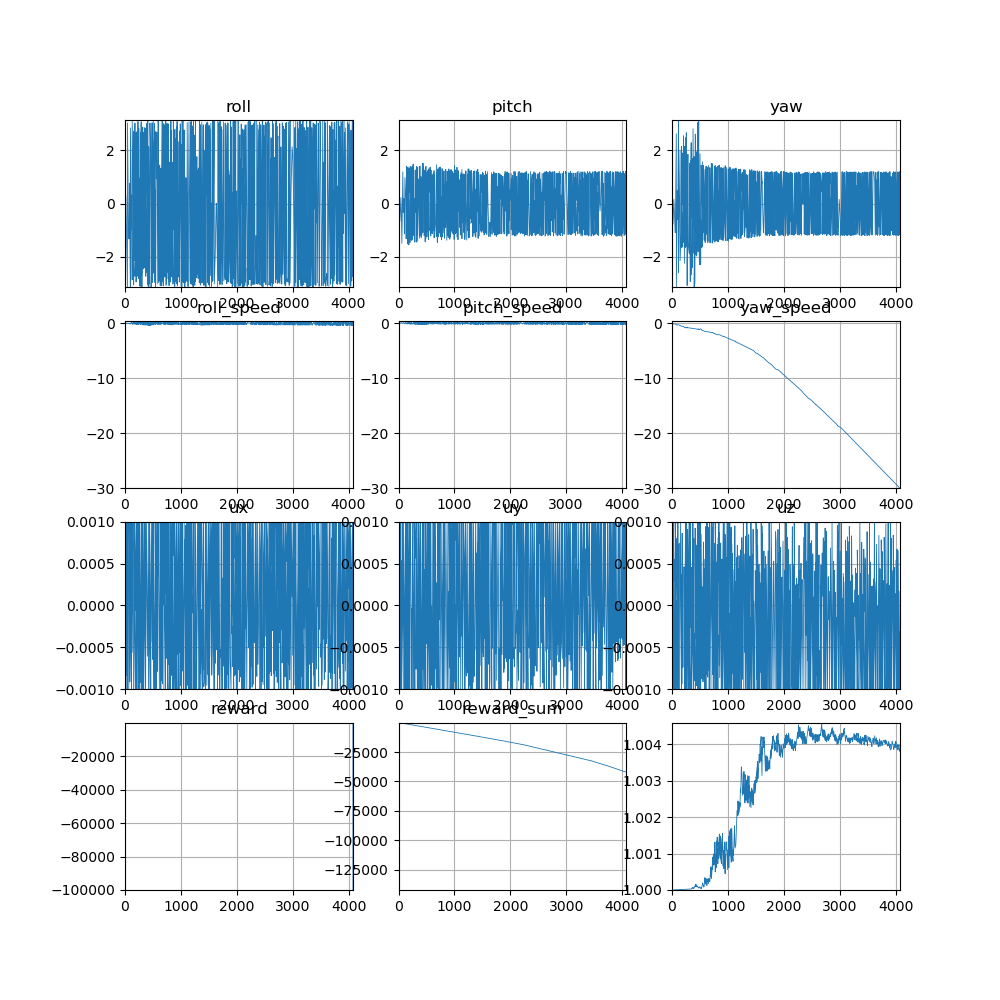 roll pitch yaw
2 2 2
0 0 0
−2 −2 −2
0 1000 2000 3000 4000 0 1000 2000 3000 4000 0 1000 2000 3000 4000
roll_speed pitch_speed yaw_speed
0 0 0
−10 −10 −10
−20 −20 −20
−30 −30 −30
0 1000 2000 3000 4000 0 1000 2000 3000 4000 0 1000 2000 3000 4000
ux uy uz
0.0010 0.0010 0.0010
0.0005 0.0005 0.0005
0.0000 0.0000 0.0000
−0.0005 −0.0005 −0.0005
−0.0010 −0.0010 −0.0010
0 1000 2000 3000 4000 0 1000 2000 3000 4000 0 1000 2000 3000 4000
reward reward_sum
−20000 −25000 1.004
−40000 −50000 1.003
−60000 −75000 1.002
−80000 −100000 1.001
−100000 −125000 1.000
0 1000 2000 3000 4000 0 1000 2000 3000 4000 0 1000 2000 3000 4000